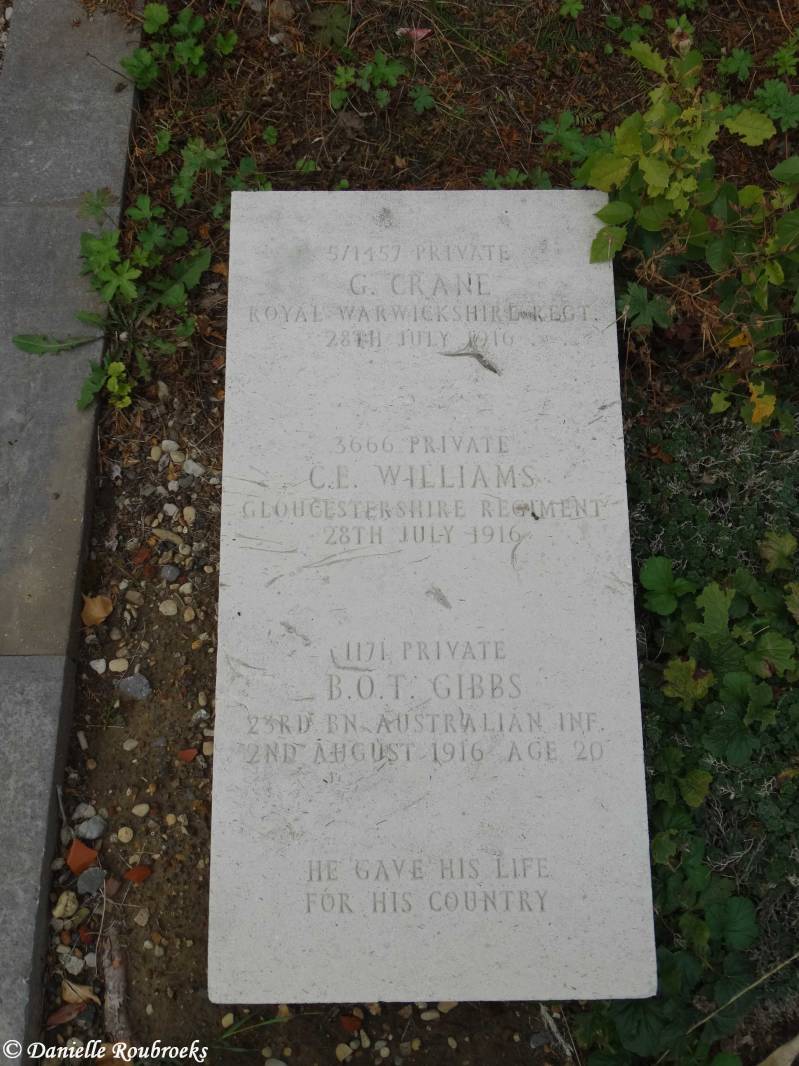 5/1457 PRIVATE
G. CRANE
ROYAL WARWICKSHIRE REGT.
28TH JULY 1916
3666 PRIVATE
C.E. WILLIAMS
GLOUCESTERSHIRE REGIMENT
28TH JULY 1916
1171 PRIVATE
B.O.T. GIBBS
23RD BN. AUSTRALIAN INF.
2ND AUGUST 1916 AGE 20
HE GAVE HIS LIFE
FOR HIS COUNTRY
© Danielle Roubroeks